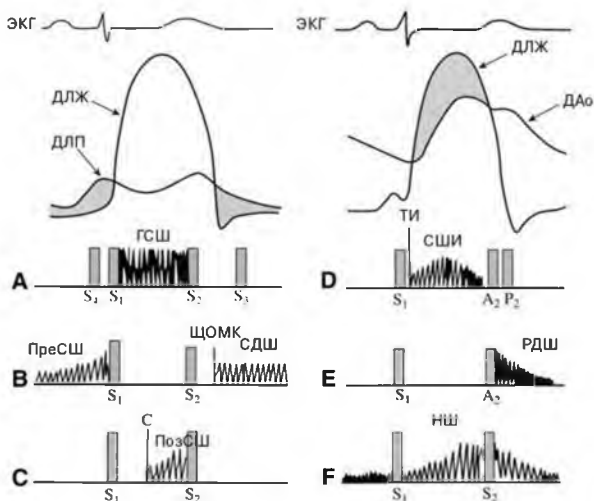 ЭКГ
ДЛЖ
ДЛП
ГСШ
A
S4 S1 S2 S3
ПреСШ
ЩОМК
СДШ
B
S1 S2
C
ПозСШ
C
S1 S2
ЭКГ
ДЛЖ
ДАо
ТИ
СШИ
D
S1 A2 P2
РДШ
E
S1 A2
НШ
F
S1 S2